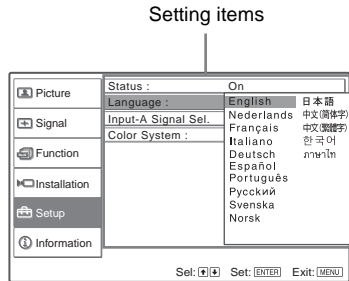 Setting items
Picture
Signal
Function
Installation
Setup
Information
Status : On
Language :
Input-A Signal Sel.
Color System :
English
Nederlands
Français
Italiano
Deutsch
Español
Português
Русский
Svenska
Norsk
日本語
中文(简体字)
中文(繁體字)
한국어
ภาษาไทย
Sel: Set: ENTER Exit: MENU